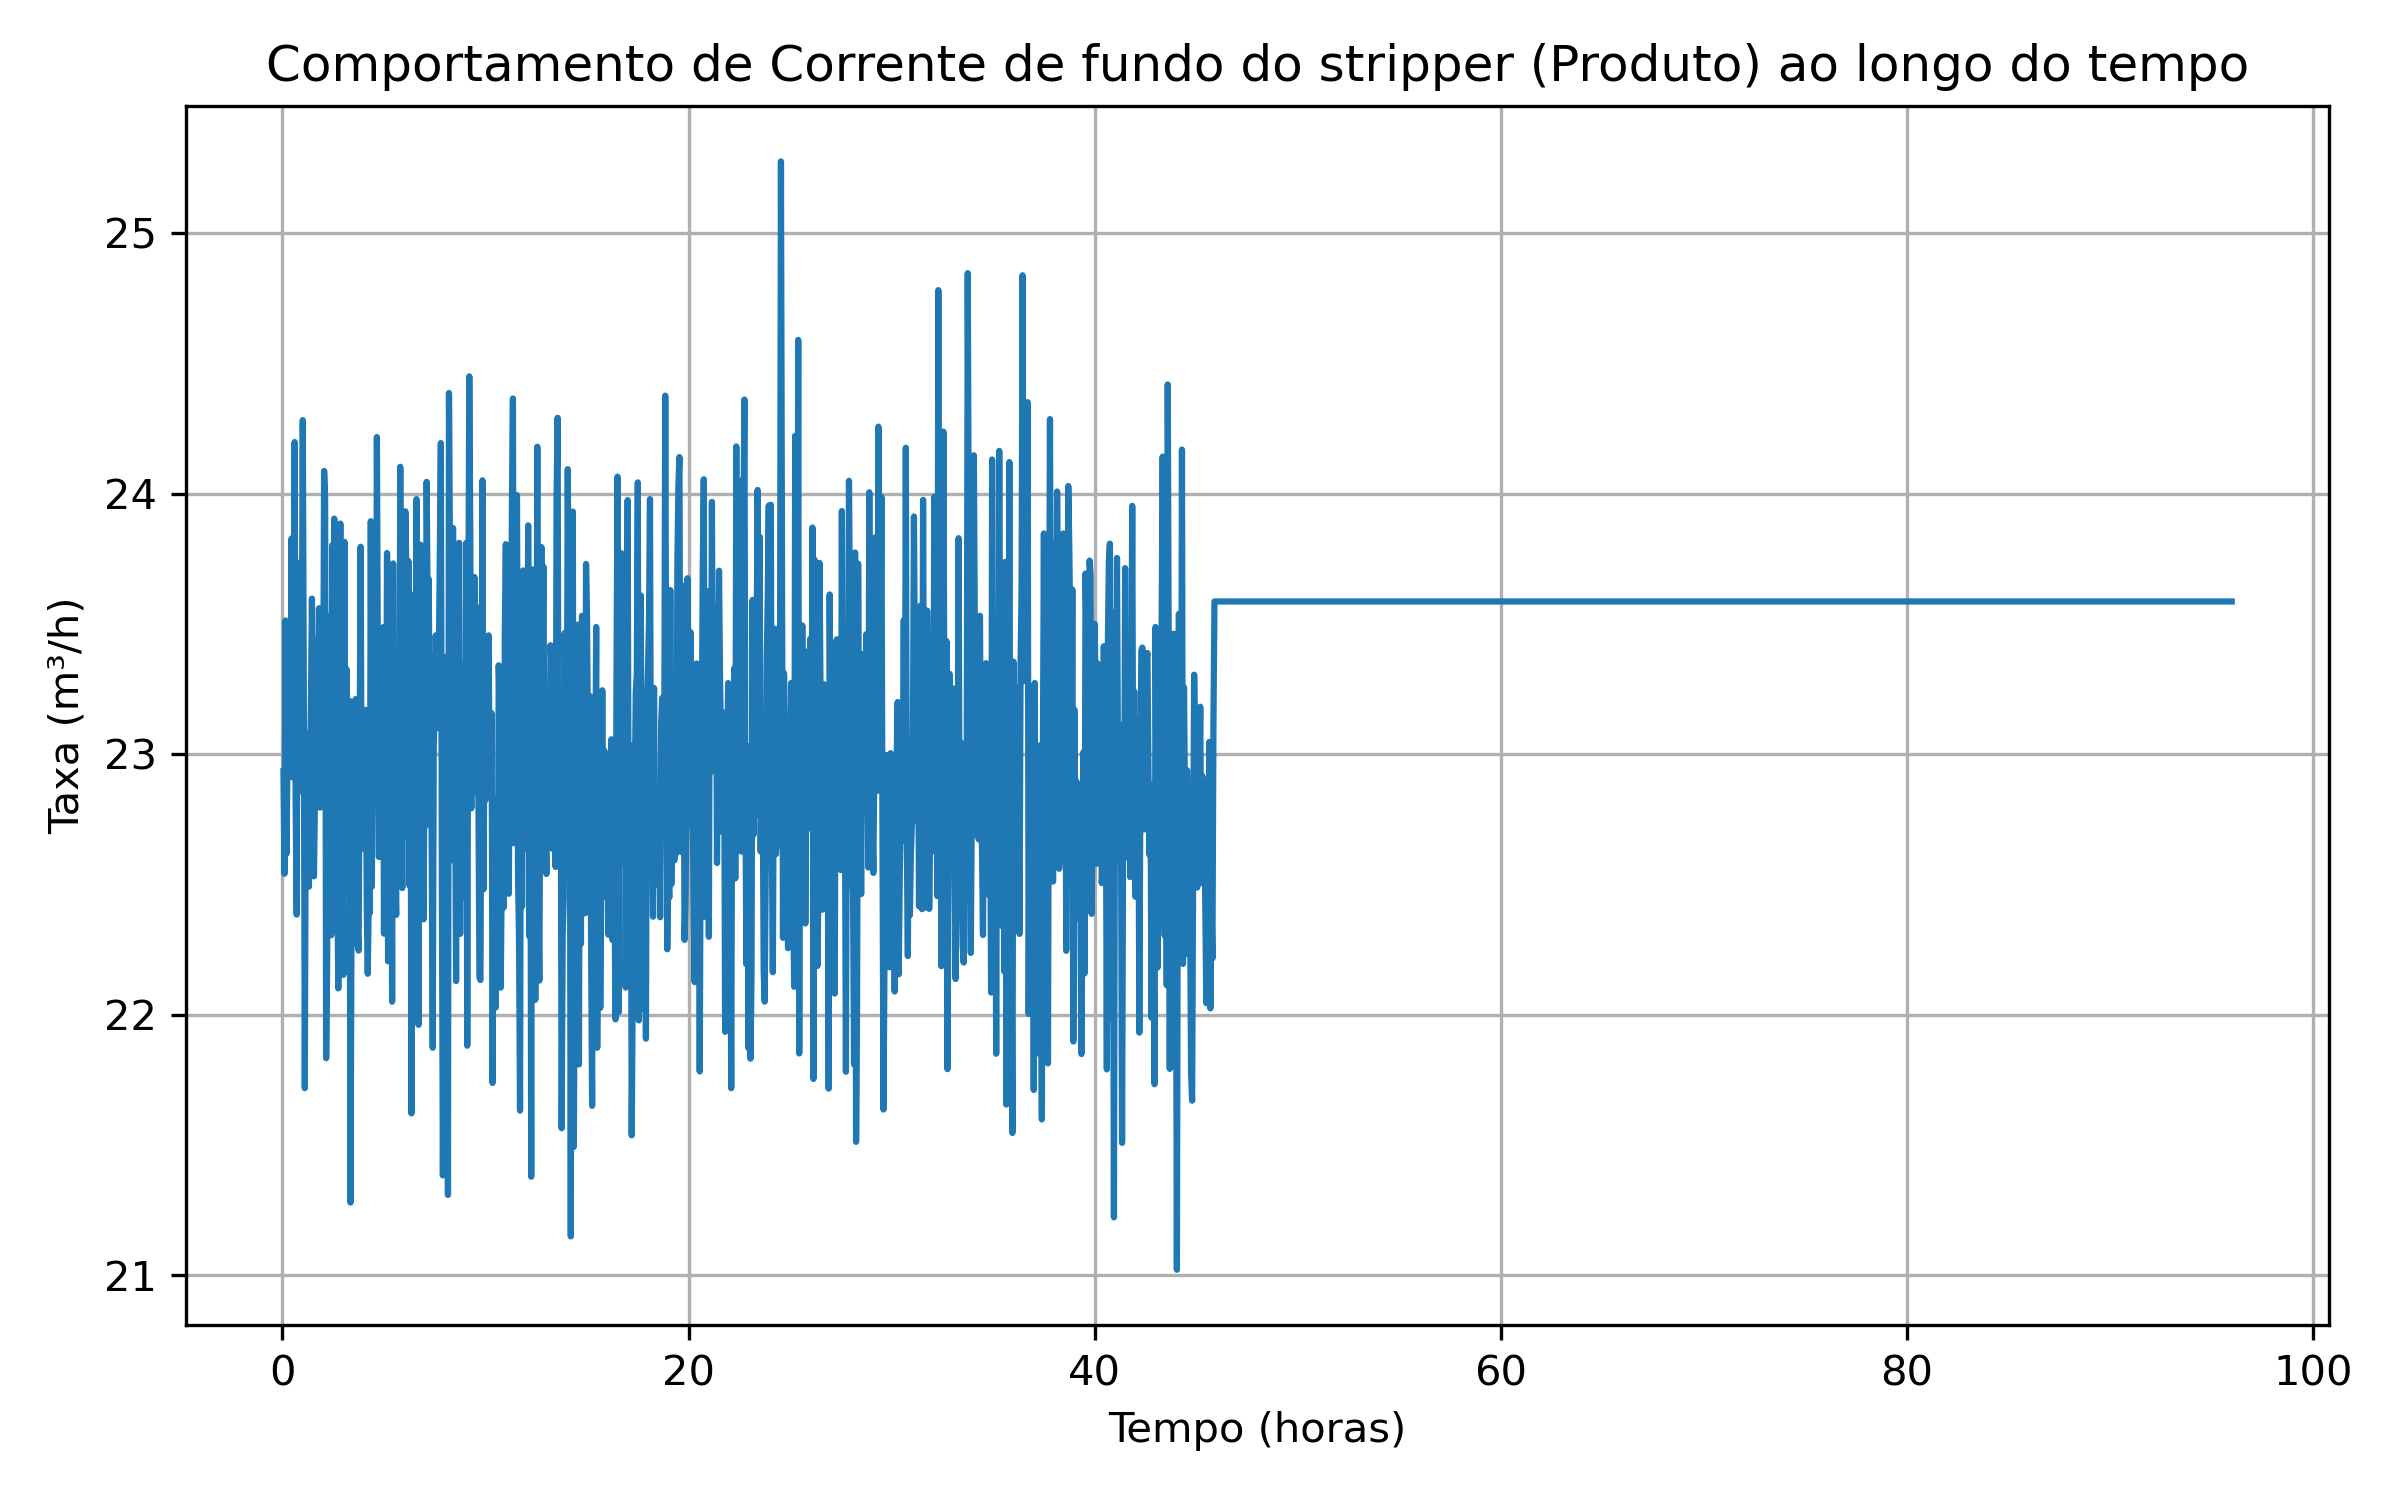 Comportamento de Corrente de fundo do stripper (Produto) ao longo do tempo
25
24
23
22
21
Taxa (m³/h)
0 20 40 60 80 100
Tempo (horas)